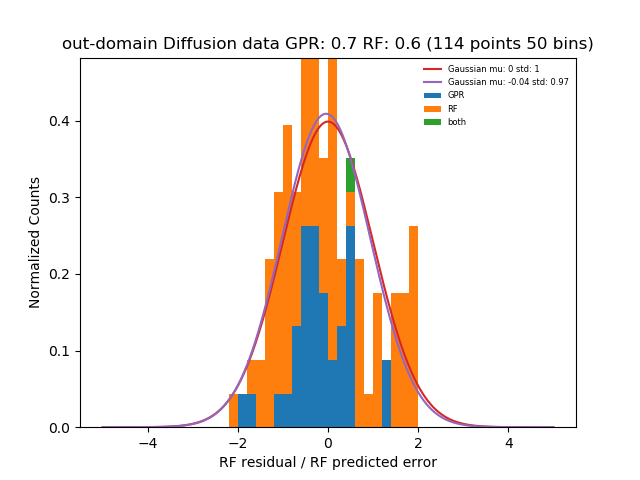 out-domain Diffusion data GPR: 0.7 RF: 0.6 (114 points 50 bins)
Gaussian mu: 0 std: 1
Gaussian mu: -0.04 std: 0.97
GPR
RF
both
Normalized Counts
0.4
0.3
0.2
0.1
0.0
−4 −2 0 2 4
RF residual / RF predicted error